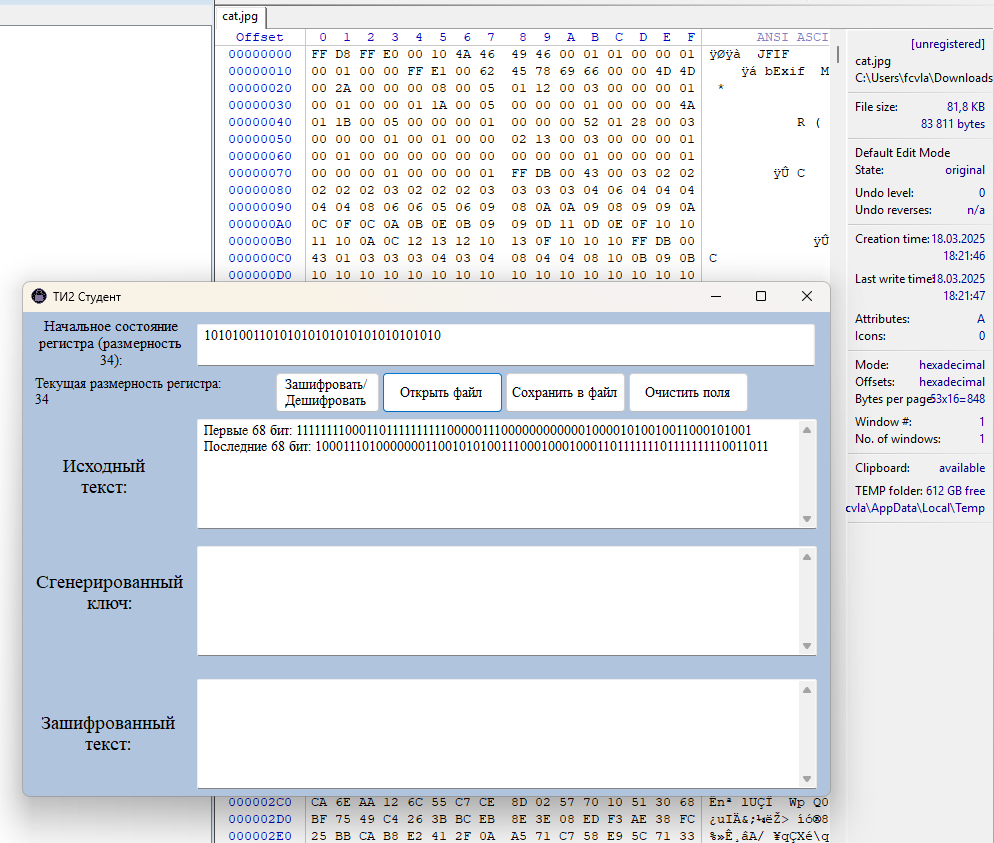 cat.jpg
Offset 0 1 2 3 4 5 6 7 8 9 A B C D E F ANSI ASCI
00000000 FF D8 FF E0 00 10 4A 46 49 46 00 01 01 00 00 01 ÿØÿà JFIF
00000010 00 01 00 00 FF E1 00 62 45 78 69 66 00 00 4D 4D ÿá bExif M
00000020 00 2A 00 00 00 08 00 05 01 12 00 03 00 00 00 01 *
00000030 00 01 00 00 01 1A 00 05 00 00 00 01 00 00 00 4A
00000040 01 1B 00 05 00 00 00 01 00 00 00 52 01 28 00 03 R (
00000050 00 00 00 01 00 01 00 00 02 13 00 03 00 00 00 01
00000060 00 01 00 00 00 00 00 00 00 00 00 01 00 00 00 01
00000070 00 00 00 01 00 00 00 01 FF DB 00 43 00 03 02 02 ÿÛ C
00000080 02 02 02 03 02 02 02 03 03 03 03 04 06 04 04 04
00000090 04 04 08 06 06 05 06 09 08 0A 0A 09 08 09 09 0A
000000A0 0C 0F 0C 0A 0B 0E 0B 09 09 0D 11 0D 0E 0F 10 10
000000B0 11 10 0A 0C 12 13 12 10 13 0F 10 10 10 FF DB 00 ÿÛ
000000C0 43 01 03 03 03 04 03 04 08 04 04 08 10 0B 09 0B C
000000D0 10 10 10 10 10 10 10 10 10 10 10 10 10 10 10 10
[unregistered]
cat.jpg
C:\Users\fcvla\Downloads
File size: 81,8 KB
83 811 bytes
Default Edit Mode
State: original
Undo level: 0
Undo reverses: n/a
Creation time: 18.03.2025
18:21:46
Last write time: 18.03.2025
18:21:47
Attributes: A
Icons: 0
Mode: hexadecimal
Offsets: hexadecimal
Bytes per page: 53x16=848
Window #: 1
No. of windows: 1
Clipboard: available
TEMP folder: 612 GB free
cvla\AppData\Local\Temp
ТИ2 Студент
Начальное состояние
регистра (размерность
34):
1010100110101010101010101010101010
Текущая размерность регистра:
34
Зашифровать/
Дешифровать
Открыть файл
Сохранить в файл
Очистить поля
Исходный
текст:
Первые 68 бит: 11111111000110111111111100000111000000000000100001010010011000101001
Последние 68 бит: 10001110100000001100101010011100010001000110111111101111111110011011
Сгенерированный
ключ:
Зашифрованный
текст:
000002C0 CA 6E AA 12 6C 55 C7 CE 8D 02 57 70 10 51 30 68 Ênª lUÇÎ Wp Q0
000002D0 BF 75 49 C4 26 3B BC EB 8E 3E 08 ED F3 AE 38 FC ¿uIÄ&;¼ëŽ> íó®8
000002E0 25 BB CA B8 E2 41 2F 0A A5 71 C7 58 E9 5C 71 33 %»Ê¸âA/ ¥qÇXé\q